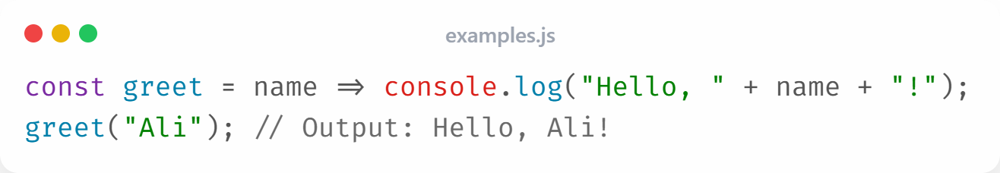 examples.js
const greet = name => console.log("Hello, " + name + "!");
greet("Ali"); // Output: Hello, Ali!